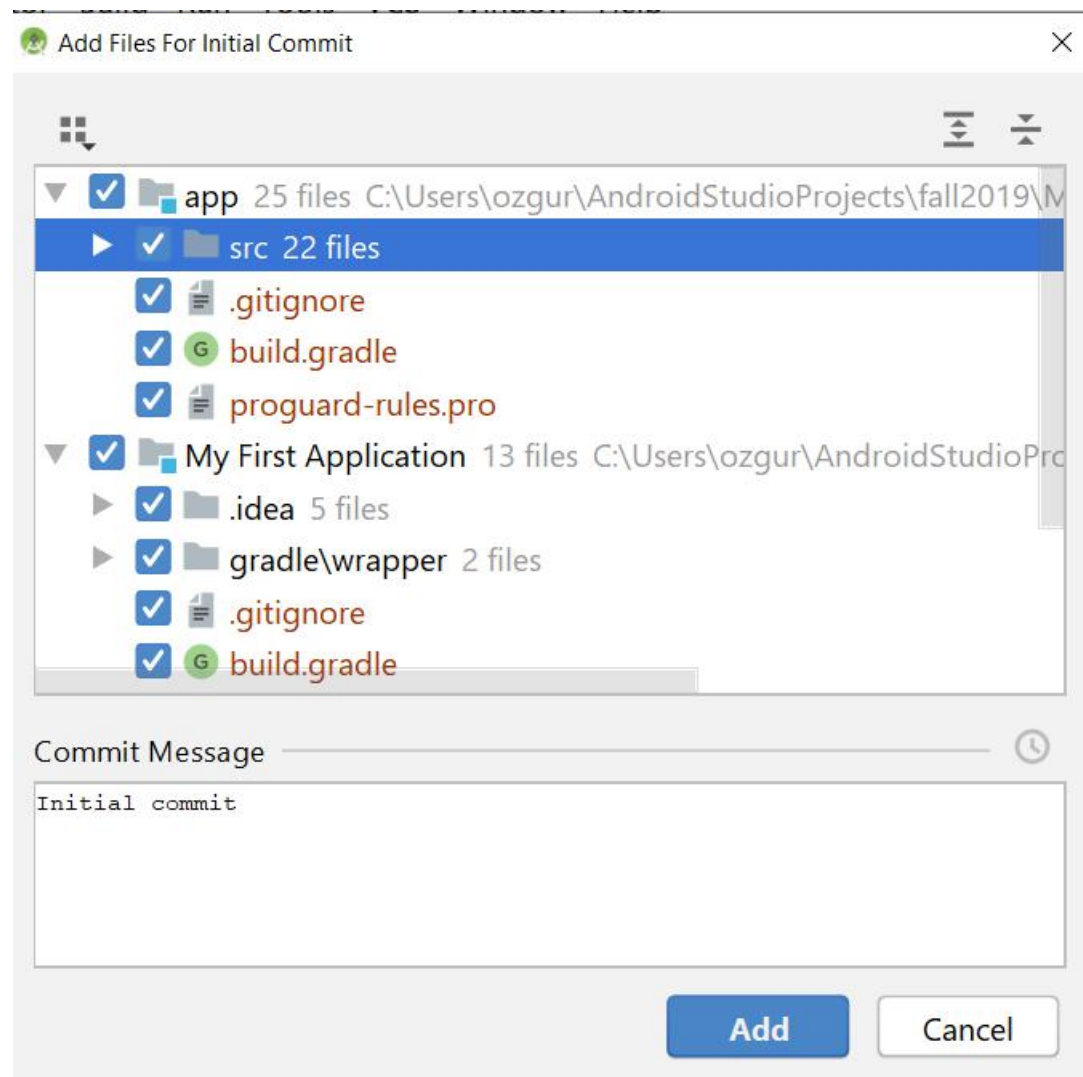 Add Files For Initial Commit
app 25 files C:\Users\ozgur\AndroidStudioProjects\fall2019\M
src 22 files
.gitignore
G build.gradle
proguard-rules.pro
My First Application 13 files C:\Users\ozgur\AndroidStudioPro
.idea 5 files
gradle\wrapper 2 files
.gitignore
G build.gradle
Commit Message
Initial commit
Add Cancel